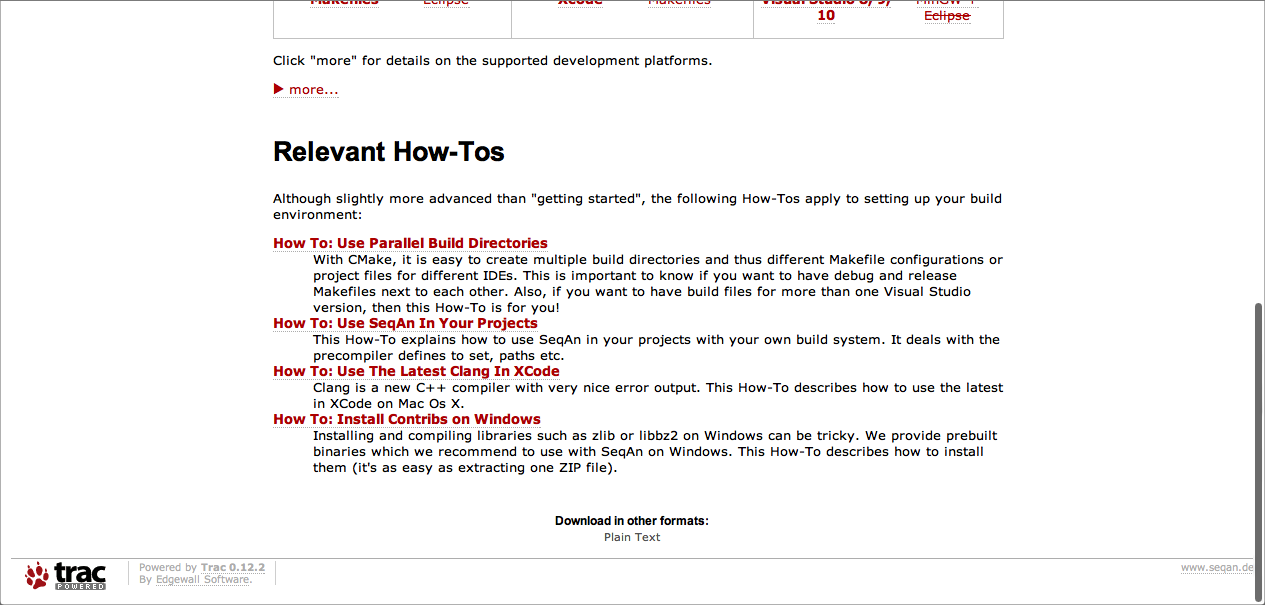 Makefiles Eclipse Xcode Makefiles Visual Studio 8, 9, MinGW +
10 Eclipse
Click "more" for details on the supported development platforms.
more...
Relevant How-Tos
Although slightly more advanced than "getting started", the following How-Tos apply to setting up your build
environment:
How To: Use Parallel Build Directories
With CMake, it is easy to create multiple build directories and thus different Makefile configurations or
project files for different IDEs. This is important to know if you want to have debug and release
Makefiles next to each other. Also, if you want to have build files for more than one Visual Studio
version, then this How-To is for you!
How To: Use SeqAn In Your Projects
This How-To explains how to use SeqAn in your projects with your own build system. It deals with the
precompiler defines to set, paths etc.
How To: Use The Latest Clang In XCode
Clang is a new C++ compiler with very nice error output. This How-To describes how to use the latest
in XCode on Mac Os X.
How To: Install Contribs on Windows
Installing and compiling libraries such as zlib or libbz2 on Windows can be tricky. We provide prebuilt
binaries which we recommend to use with SeqAn on Windows. This How-To describes how to install
them (it's as easy as extracting one ZIP file).
Download in other formats:
Plain Text
trac
POWERED
Powered by Trac 0.12.2
By Edgewall Software.
www.seqan.de